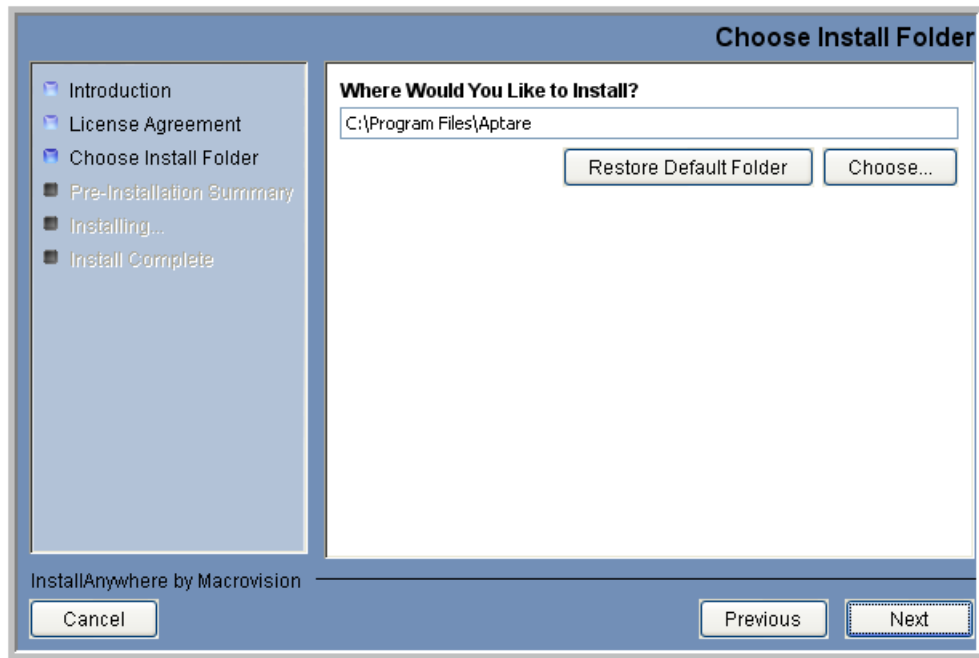 Choose Install Folder
Introduction
License Agreement
Choose Install Folder
Pre-Installation Summary
Installing...
Install Complete
Where Would You Like to Install?
C:\Program Files\Aptare
Restore Default Folder
Choose...
InstallAnywhere by Macrovision
Cancel
Previous
Next